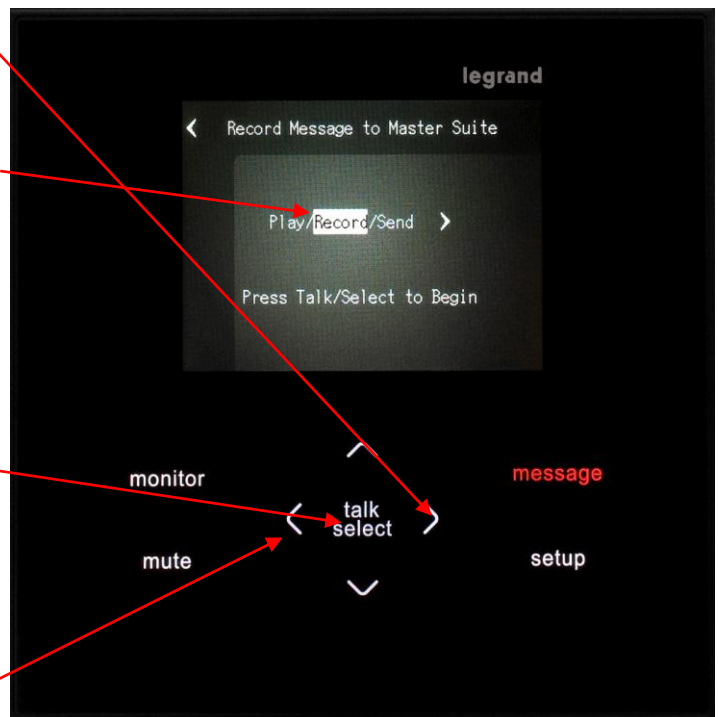 legrand
Record Message to Master Suite
Play/Record/Send
Press Talk/Select to Begin
monitor
message
talk
select
mute
setup